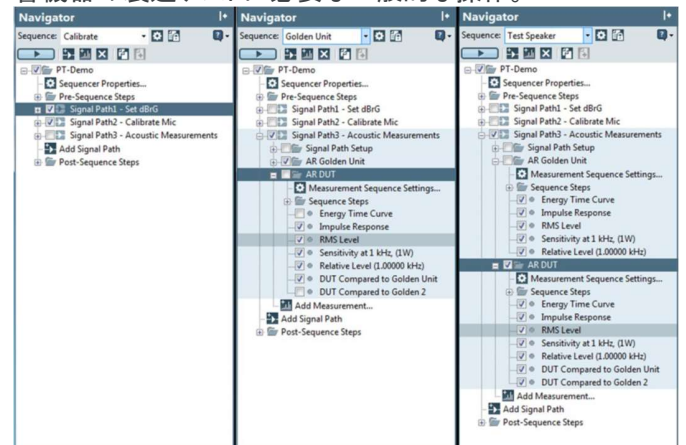 Navigator
Sequence: Calibrate
PT-Demo
Sequencer Properties...
Pre-Sequence Steps
Signal Path1 - Set dBrG
Signal Path2 - Calibrate Mic
Signal Path3 - Acoustic Measurements
Add Signal Path
Post-Sequence Steps
Navigator
Sequence: Golden Unit
PT-Demo
Sequencer Properties...
Pre-Sequence Steps
Signal Path1 - Set dBrG
Signal Path2 - Calibrate Mic
Signal Path3 - Acoustic Measurements
Signal Path Setup
AR Golden Unit
AR DUT
Measurement Sequence Settings...
Sequence Steps
Energy Time Curve
Impulse Response
RMS Level
Sensitivity at 1 kHz, (1W)
Relative Level (1.00000 kHz)
DUT Compared to Golden Unit
DUT Compared to Golden 2
Add Measurement...
Add Signal Path
Post-Sequence Steps
Navigator
Sequence: Test Speaker
PT-Demo
Sequencer Properties...
Pre-Sequence Steps
Signal Path1 - Set dBrG
Signal Path2 - Calibrate Mic
Signal Path3 - Acoustic Measurements
Signal Path Setup
AR Golden Unit
Measurement Sequence Settings...
Sequence Steps
Energy Time Curve
Impulse Response
RMS Level
Sensitivity at 1 kHz, (1W)
Relative Level (1.00000 kHz)
AR DUT
Measurement Sequence Settings...
Sequence Steps
Energy Time Curve
Impulse Response
RMS Level
Sensitivity at 1 kHz, (1W)
Relative Level (1.00000 kHz)
DUT Compared to Golden Unit
DUT Compared to Golden 2
Add Measurement...
Add Signal Path
Post-Sequence Steps